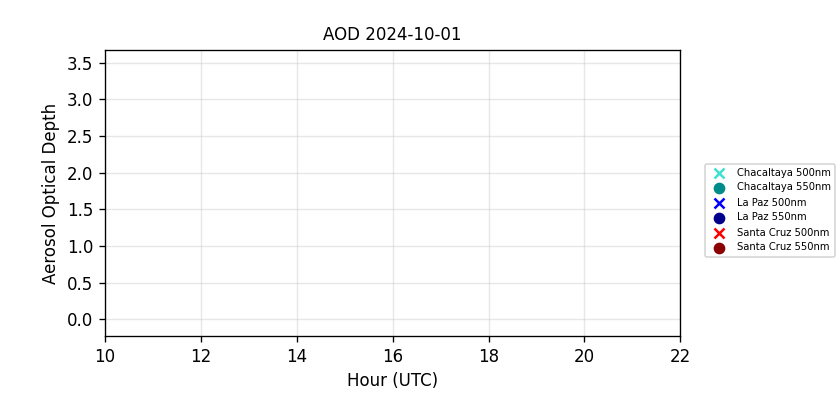 AOD 2024-10-01
Aerosol Optical Depth
3.5
3.0
2.5
2.0
1.5
1.0
0.5
0.0
10 12 14 16 18 20 22
Hour (UTC)
Chacaltaya 500nm
Chacaltaya 550nm
La Paz 500nm
La Paz 550nm
Santa Cruz 500nm
Santa Cruz 550nm